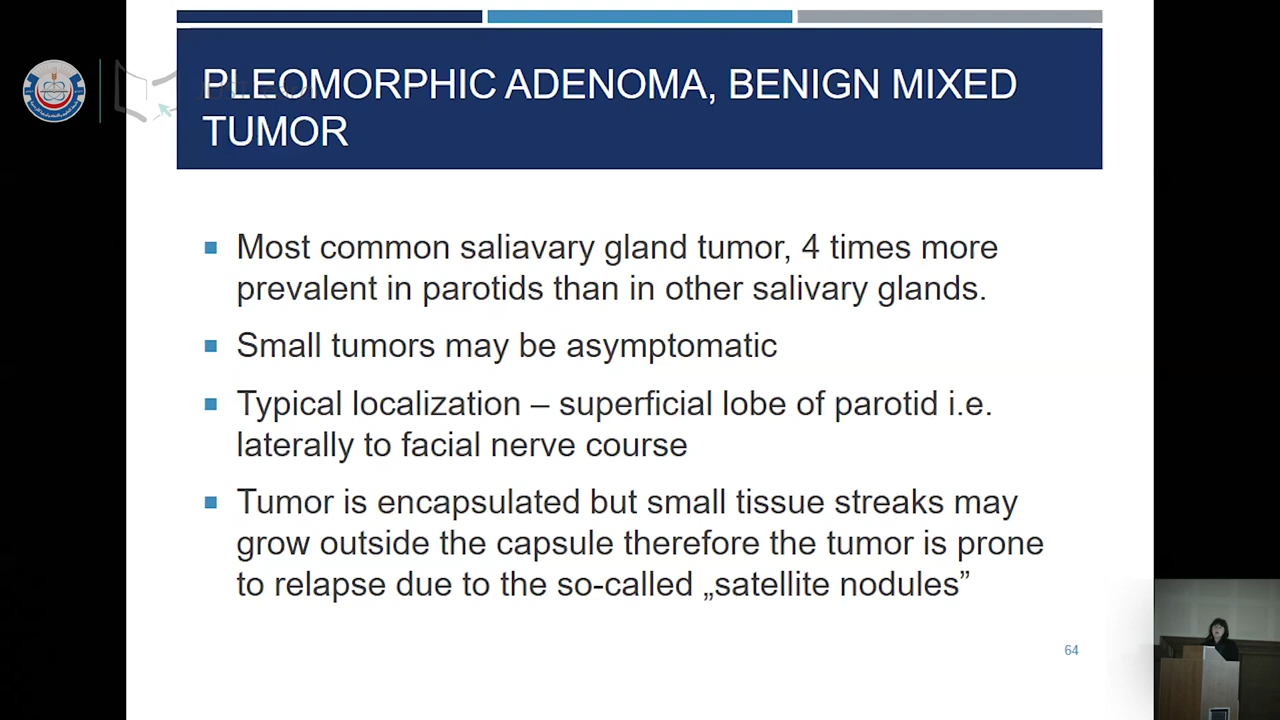 PLEOMORPHIC ADENOMA, BENIGN MIXED
TUMOR
■ Most common saliavary gland tumor, 4 times more
prevalent in parotids than in other salivary glands.
■ Small tumors may be asymptomatic
■ Typical localization – superficial lobe of parotid i.e.
laterally to facial nerve course
■ Tumor is encapsulated but small tissue streaks may
grow outside the capsule therefore the tumor is prone
to relapse due to the so-called „satellite nodules”
64